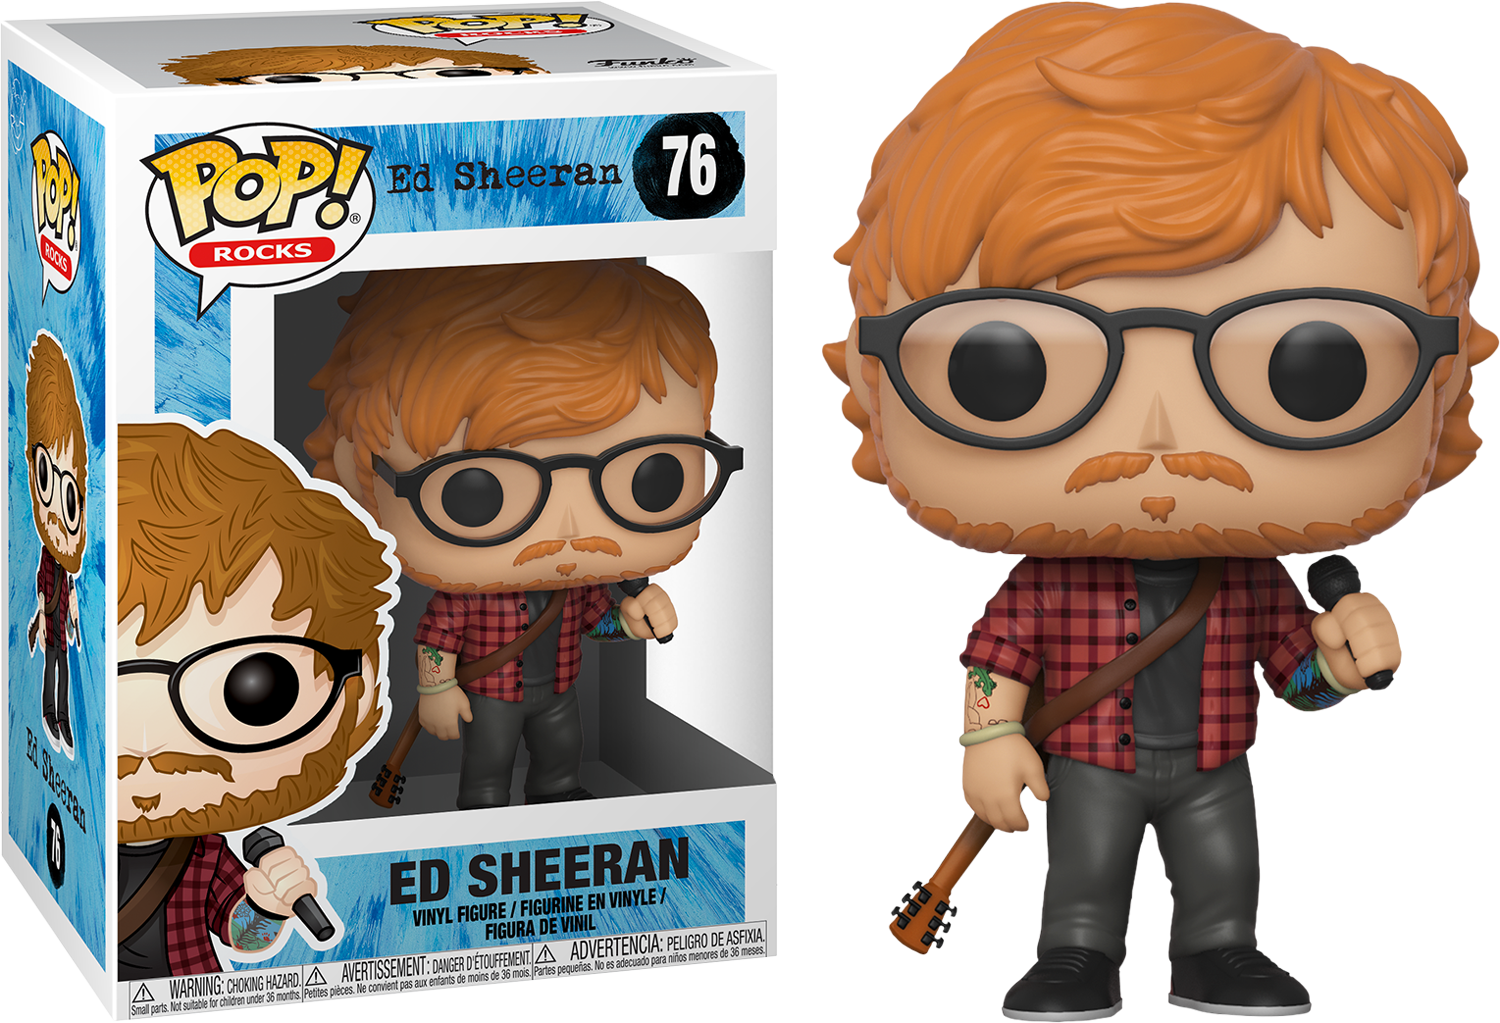 POP!
ROCKS
Funko
POP!®
ROCKS
Ed Sheeran
76
POP!
ROCKS
Ed Sheeran
76
ED SHEERAN
VINYL FIGURE / FIGURINE EN VINYLE /
FIGURA DE VINIL
WARNING: CHOKING HAZARD.
Small parts. Not suitable for children under 36 months.
AVERTISSEMENT: DANGER D'ÉTOUFFEMENT.
Petites pièces. Ne convient pas aux enfants de moins de 36 mois.
ADVERTENCIA: PELIGRO DE ASFIXIA.
Partes pequeñas. No es adecuado para niños menores de 36 meses.